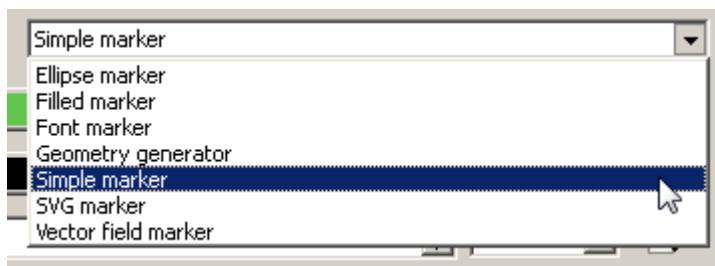 Simple marker
Ellipse marker
Filled marker
Font marker
Geometry generator
Simple marker
SVG marker
Vector field marker